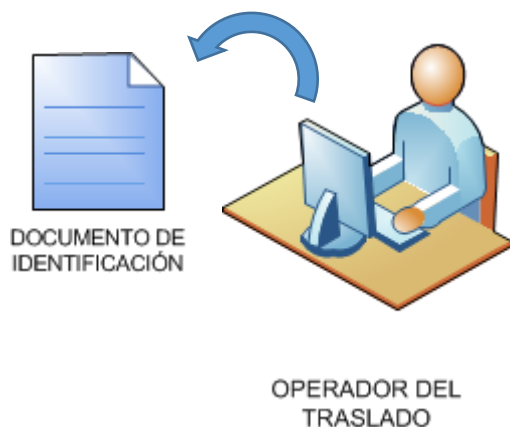 DOCUMENTO DE
IDENTIFICACIÓN
OPERADOR DEL
TRASLADO